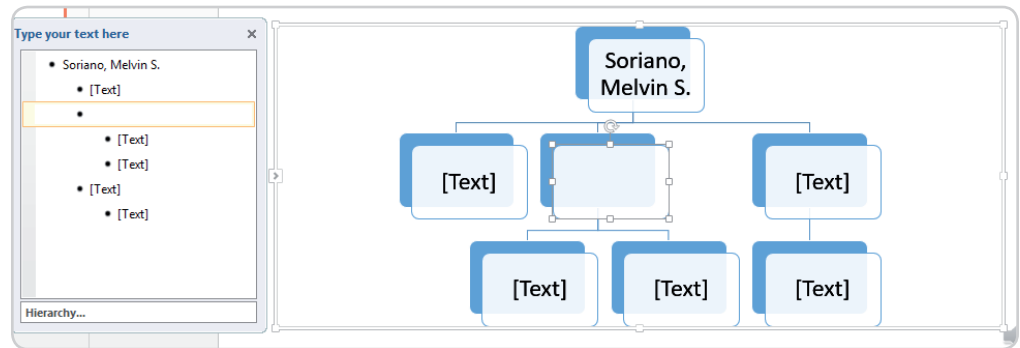 Type your text here
Soriano, Melvin S.
[Text]
[Text]
[Text]
[Text]
[Text]
Hierarchy...
Soriano,
Melvin S.
[Text]
[Text]
[Text]
[Text]
[Text]